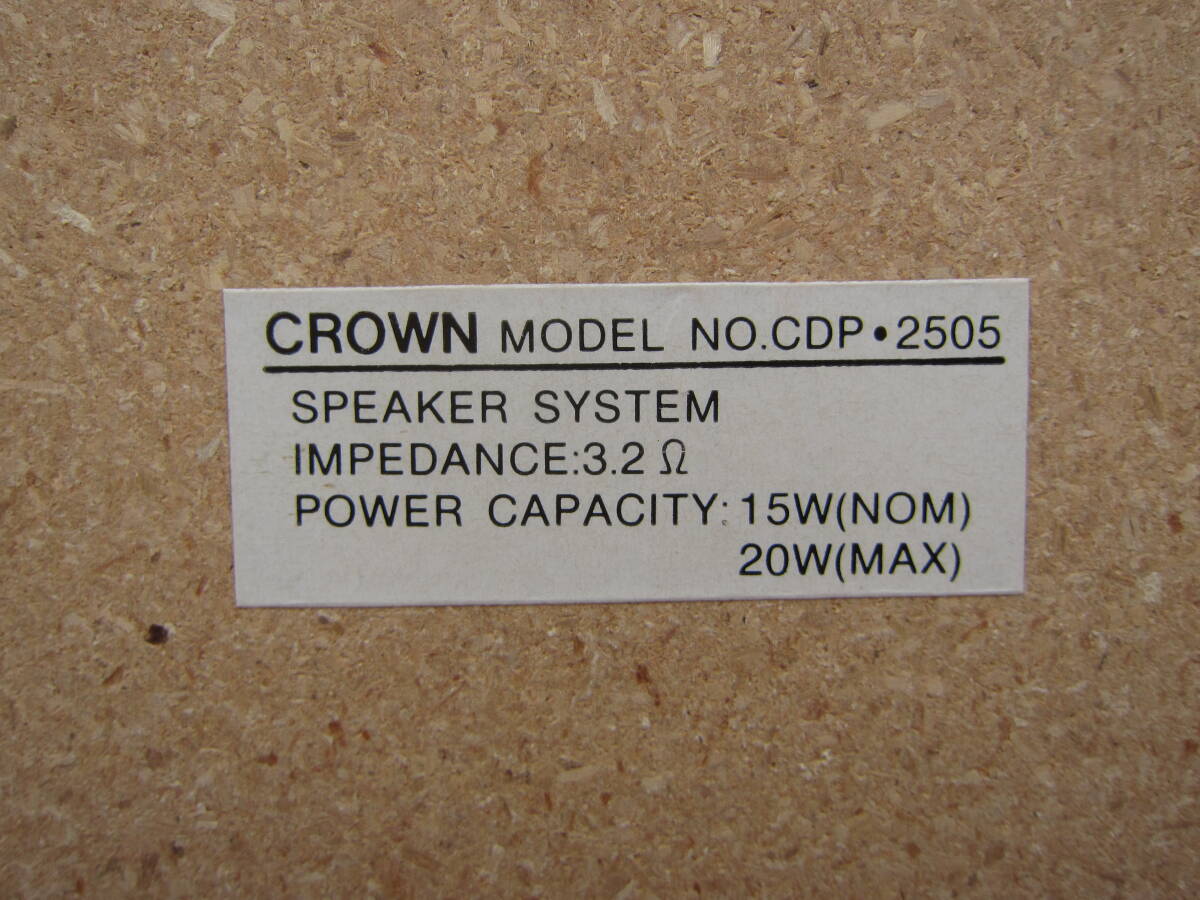 CROWN MODEL NO.CDP•2505
SPEAKER SYSTEM
IMPEDANCE:3.2 Ω
POWER CAPACITY: 15W(NOM)
20W(MAX)